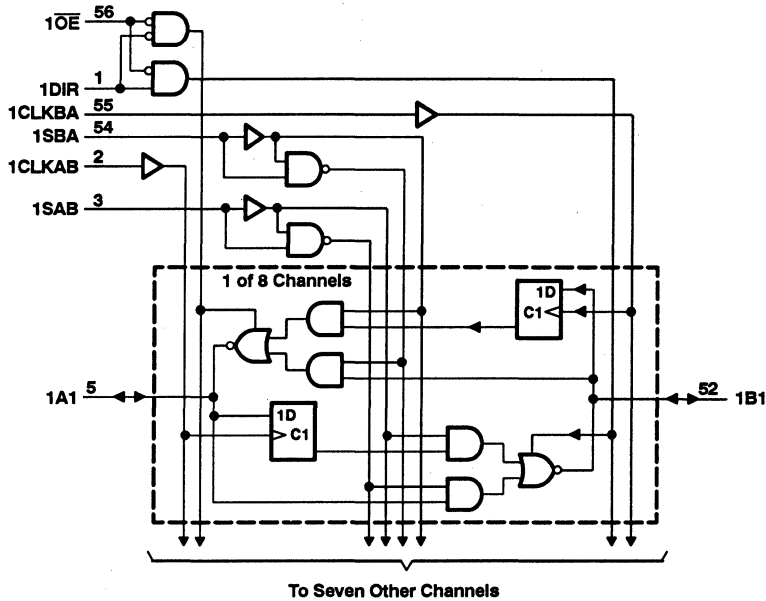 1OE 56
1DIR 1
1CLKBA 55
1SBA 54
1CLKAB 2
1SAB 3
1 of 8 Channels
1D
C1
1A1 5
52 1B1
1D
C1
To Seven Other Channels